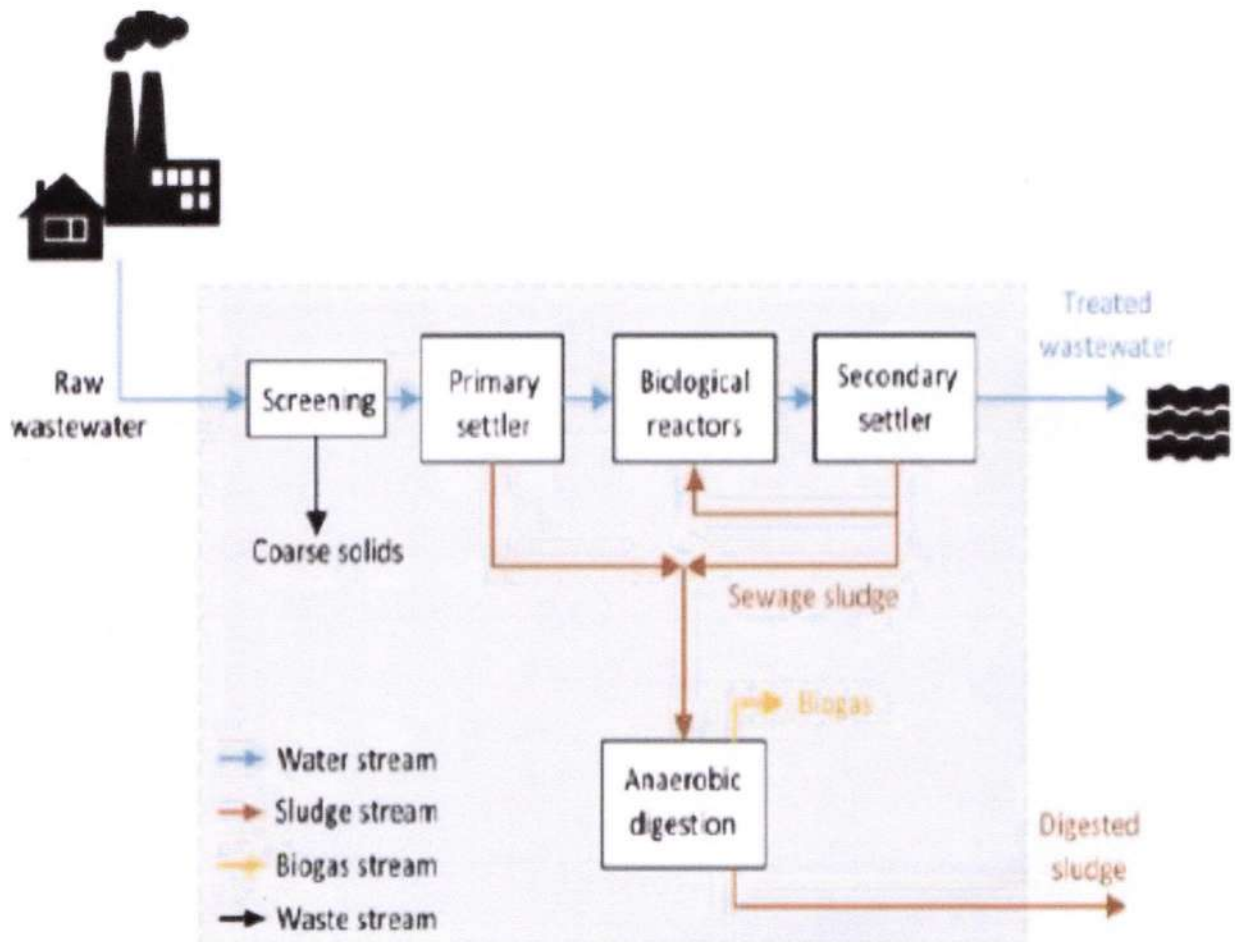 Raw
wastewater
Screening
Primary
settler
Biological
reactors
Secondary
settler
Treated
wastewater
Coarse solids
Sewage sludge
Biogas
Anaerobic
digestion
Water stream
Sludge stream
Biogas stream
Waste stream
Digested
sludge